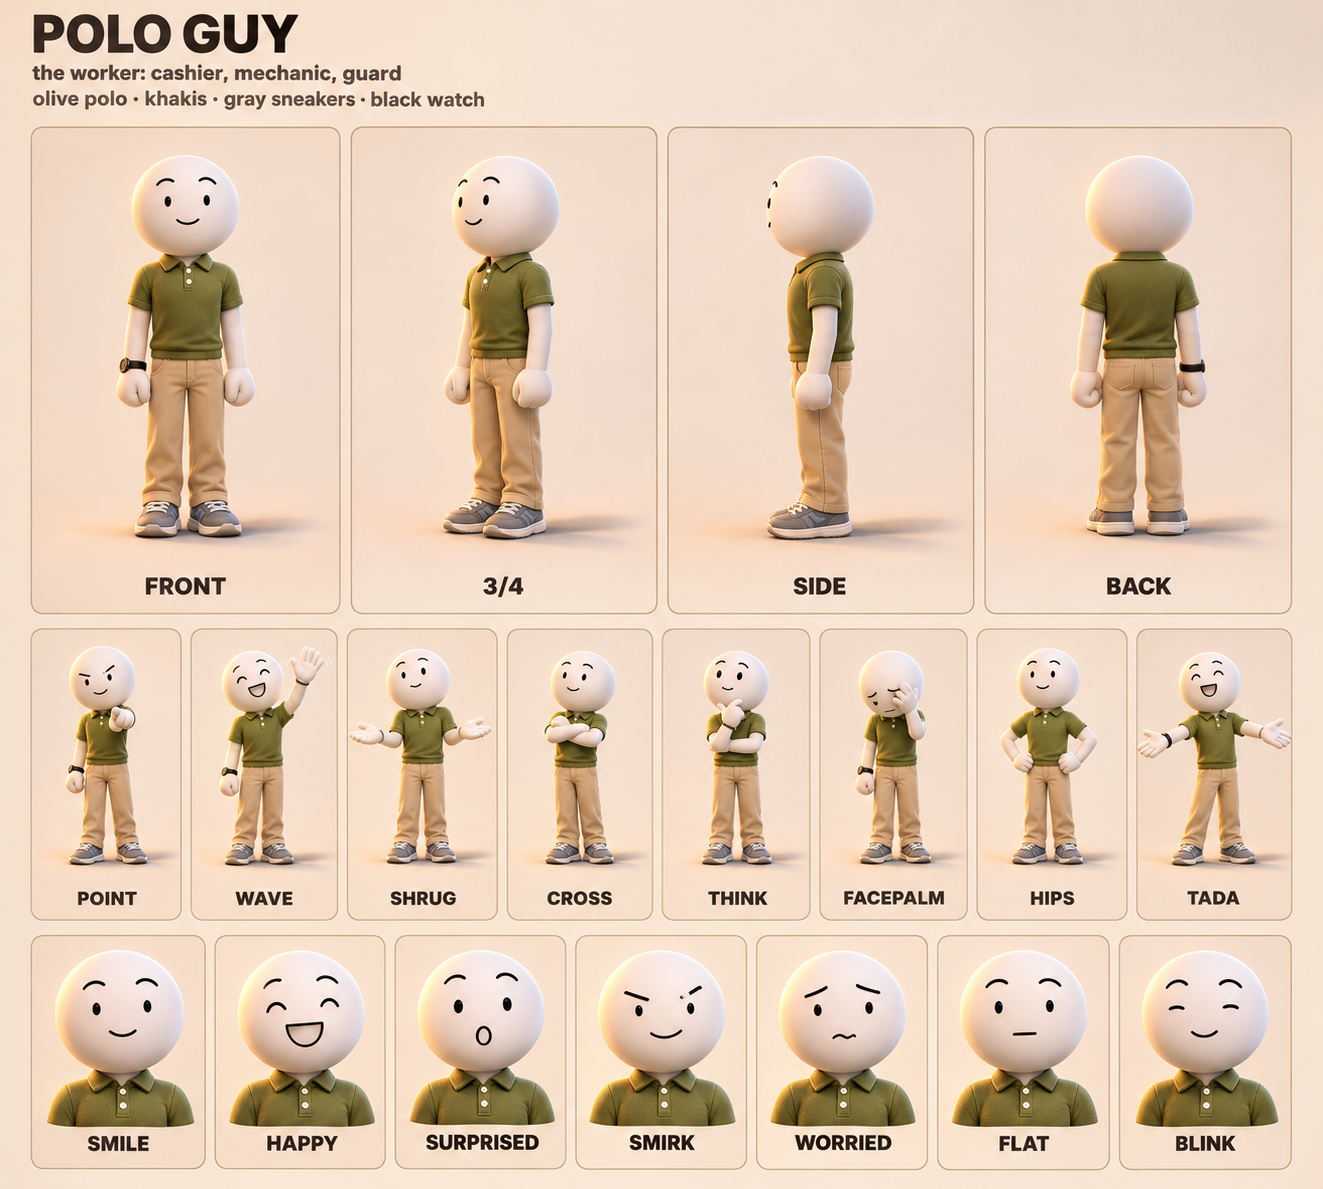 POLO GUY
the worker: cashier, mechanic, guard
olive polo · khakis · gray sneakers · black watch
FRONT
3/4
SIDE
BACK
POINT
WAVE
SHRUG
CROSS
THINK
FACEPALM
HIPS
TADA
SMILE
HAPPY
SURPRISED
SMIRK
WORRIED
FLAT
BLINK